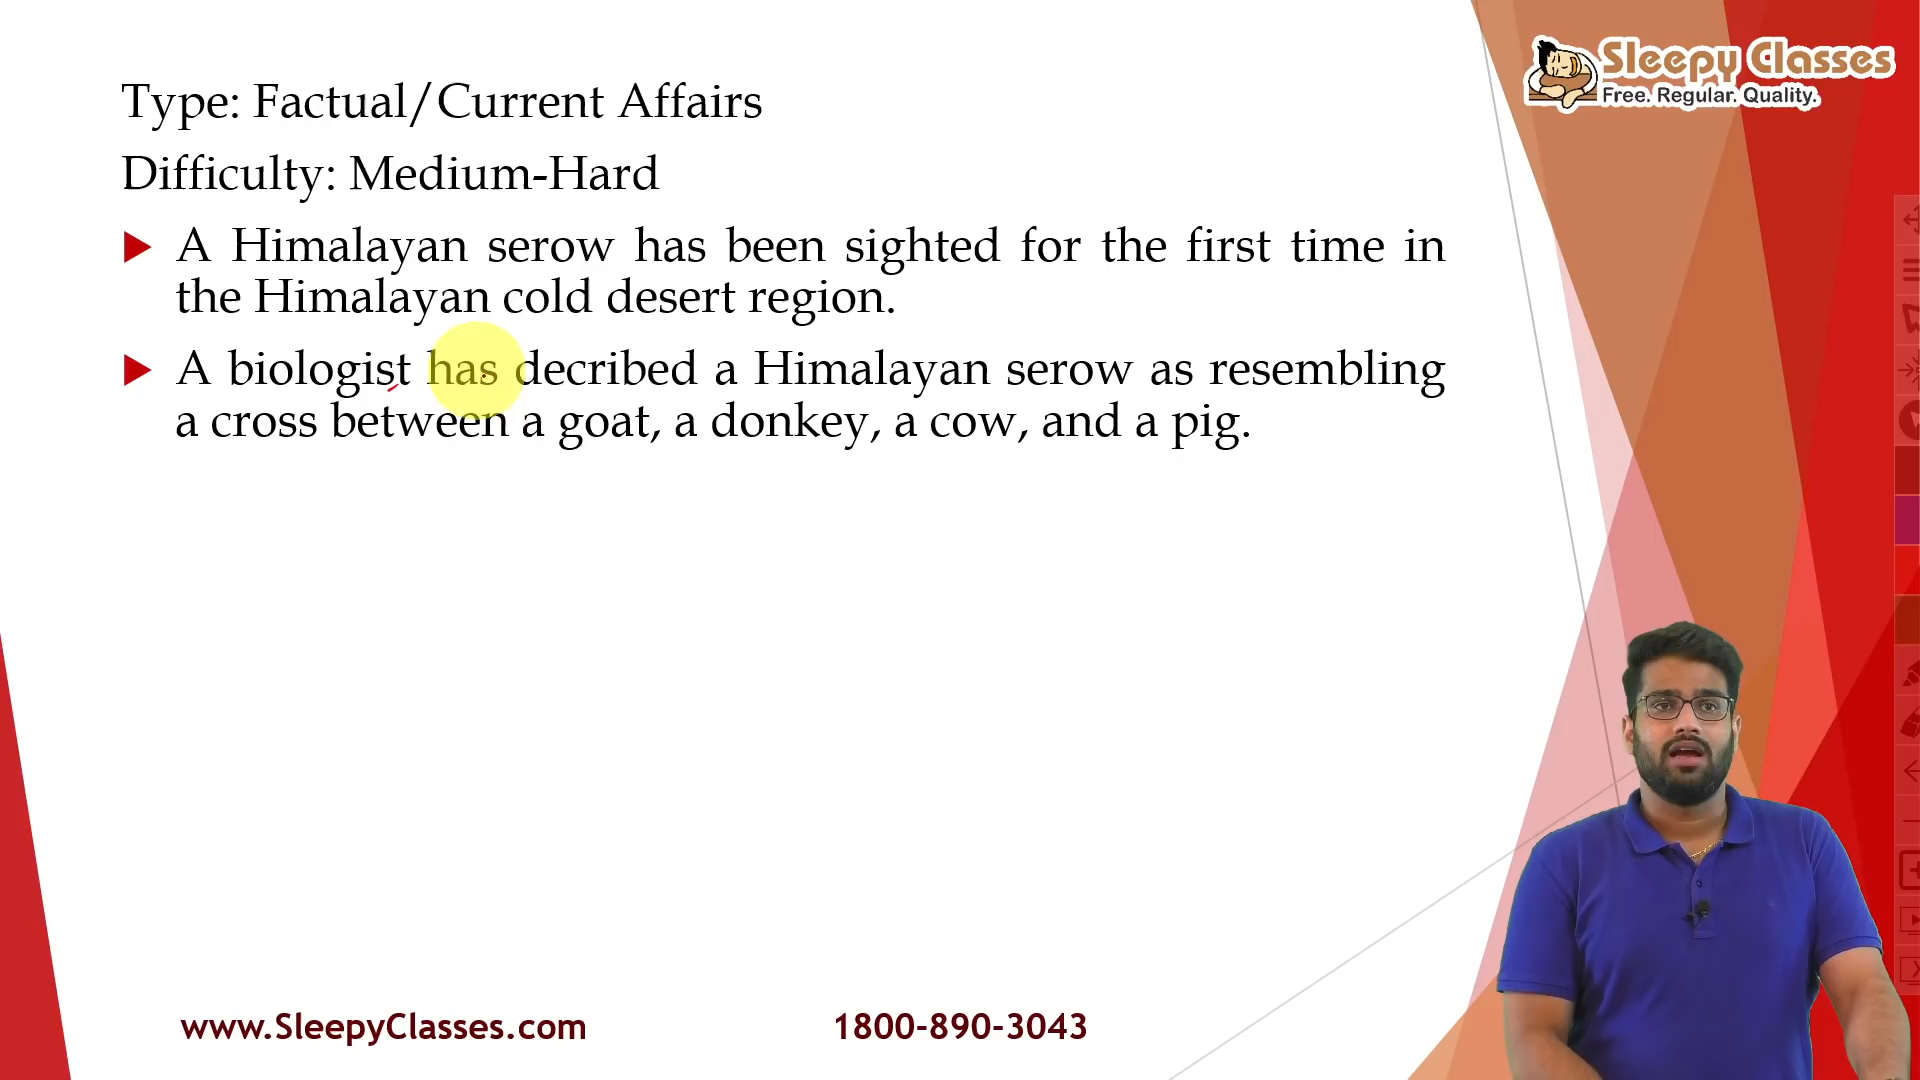 Sleepy Classes
Free. Regular. Quality.
Type: Factual/Current Affairs
Difficulty: Medium-Hard
A Himalayan serow has been sighted for the first time in
the Himalayan cold desert region.
A biologist has decribed a Himalayan serow as resembling
a cross between a goat, a donkey, a cow, and a pig.
www.SleepyClasses.com 1800-890-3043